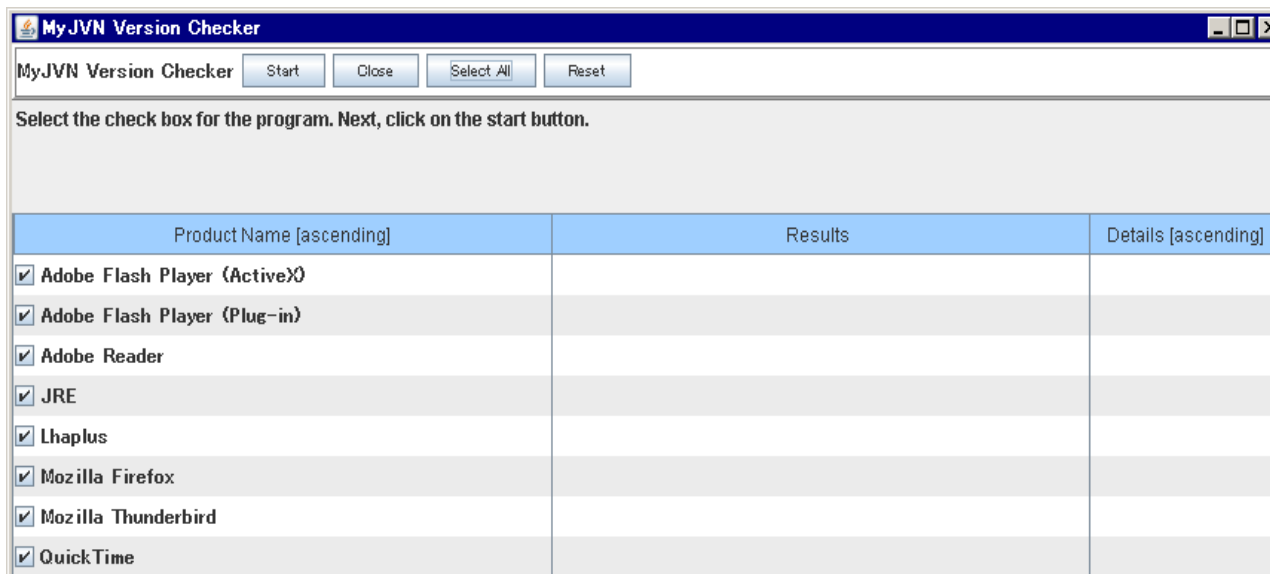 MyJVN Version Checker
MyJVN Version Checker Start Close Select All Reset
Select the check box for the program. Next, click on the start button.
Product Name [ascending] Results Details [ascending]
Adobe Flash Player (ActiveX)
Adobe Flash Player (Plug-in)
Adobe Reader
JRE
Lhaplus
Mozilla Firefox
Mozilla Thunderbird
QuickTime